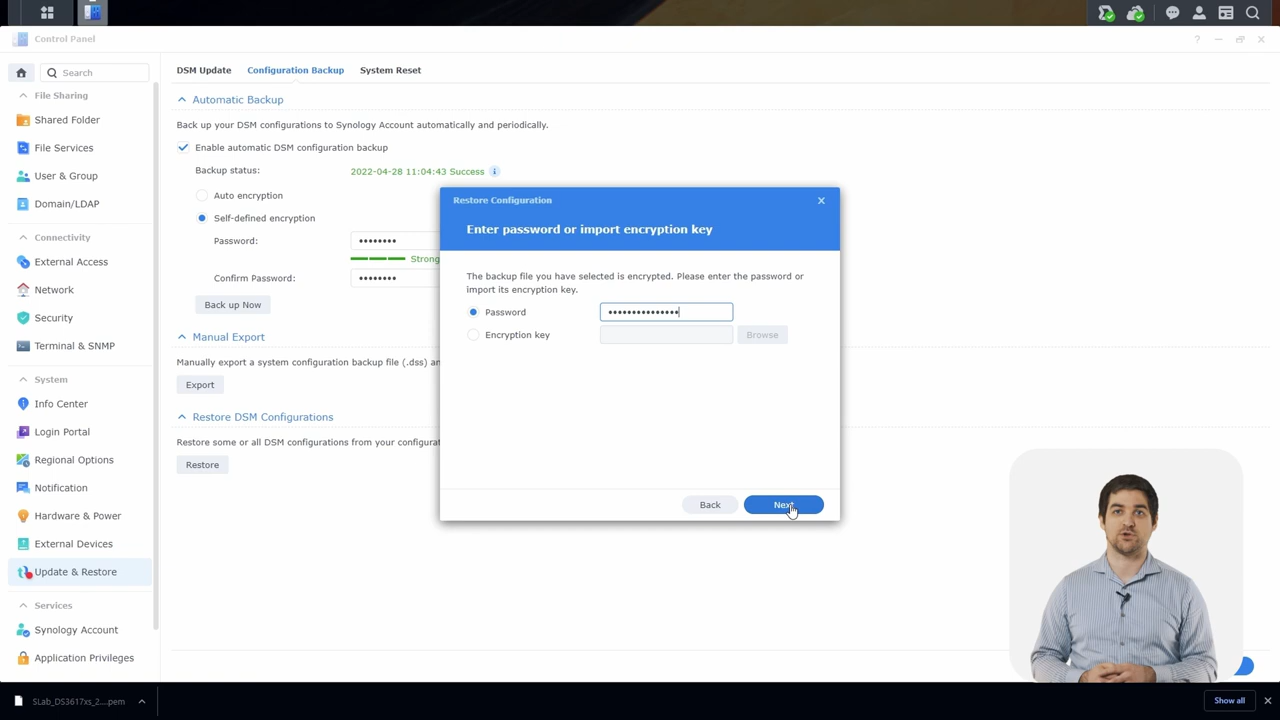 Control Panel
Search
DSM Update
Configuration Backup
System Reset
File Sharing
Shared Folder
File Services
User & Group
Domain/LDAP
Connectivity
External Access
Network
Security
Terminal & SNMP
System
Info Center
Login Portal
Regional Options
Notification
Hardware & Power
External Devices
Update & Restore
Services
Synology Account
Application Privileges
Automatic Backup
Back up your DSM configurations to Synology Account automatically and periodically.
Enable automatic DSM configuration backup
Backup status:
2022-04-28 11:04:43 Success
Auto encryption
Self-defined encryption
Password:
••••••••
Strong
Confirm Password:
••••••••
Back up Now
Manual Export
Manually export a system configuration backup file (.dss) an
Export
Restore DSM Configurations
Restore some or all DSM configurations from your configurat
Restore
Restore Configuration
Enter password or import encryption key
The backup file you have selected is encrypted. Please enter the password or
import its encryption key.
Password
•••••••••••••••
Encryption key
Browse
Back
Next
SLab_DS3617xs_2....pem
Show all